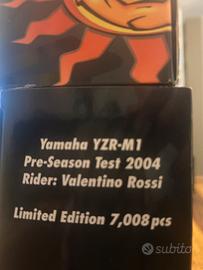 Yamaha YZR-M1
Pre-Season Test 2004
Rider: Valentino Rossi
Limited Edition 7,008 pcs
subito